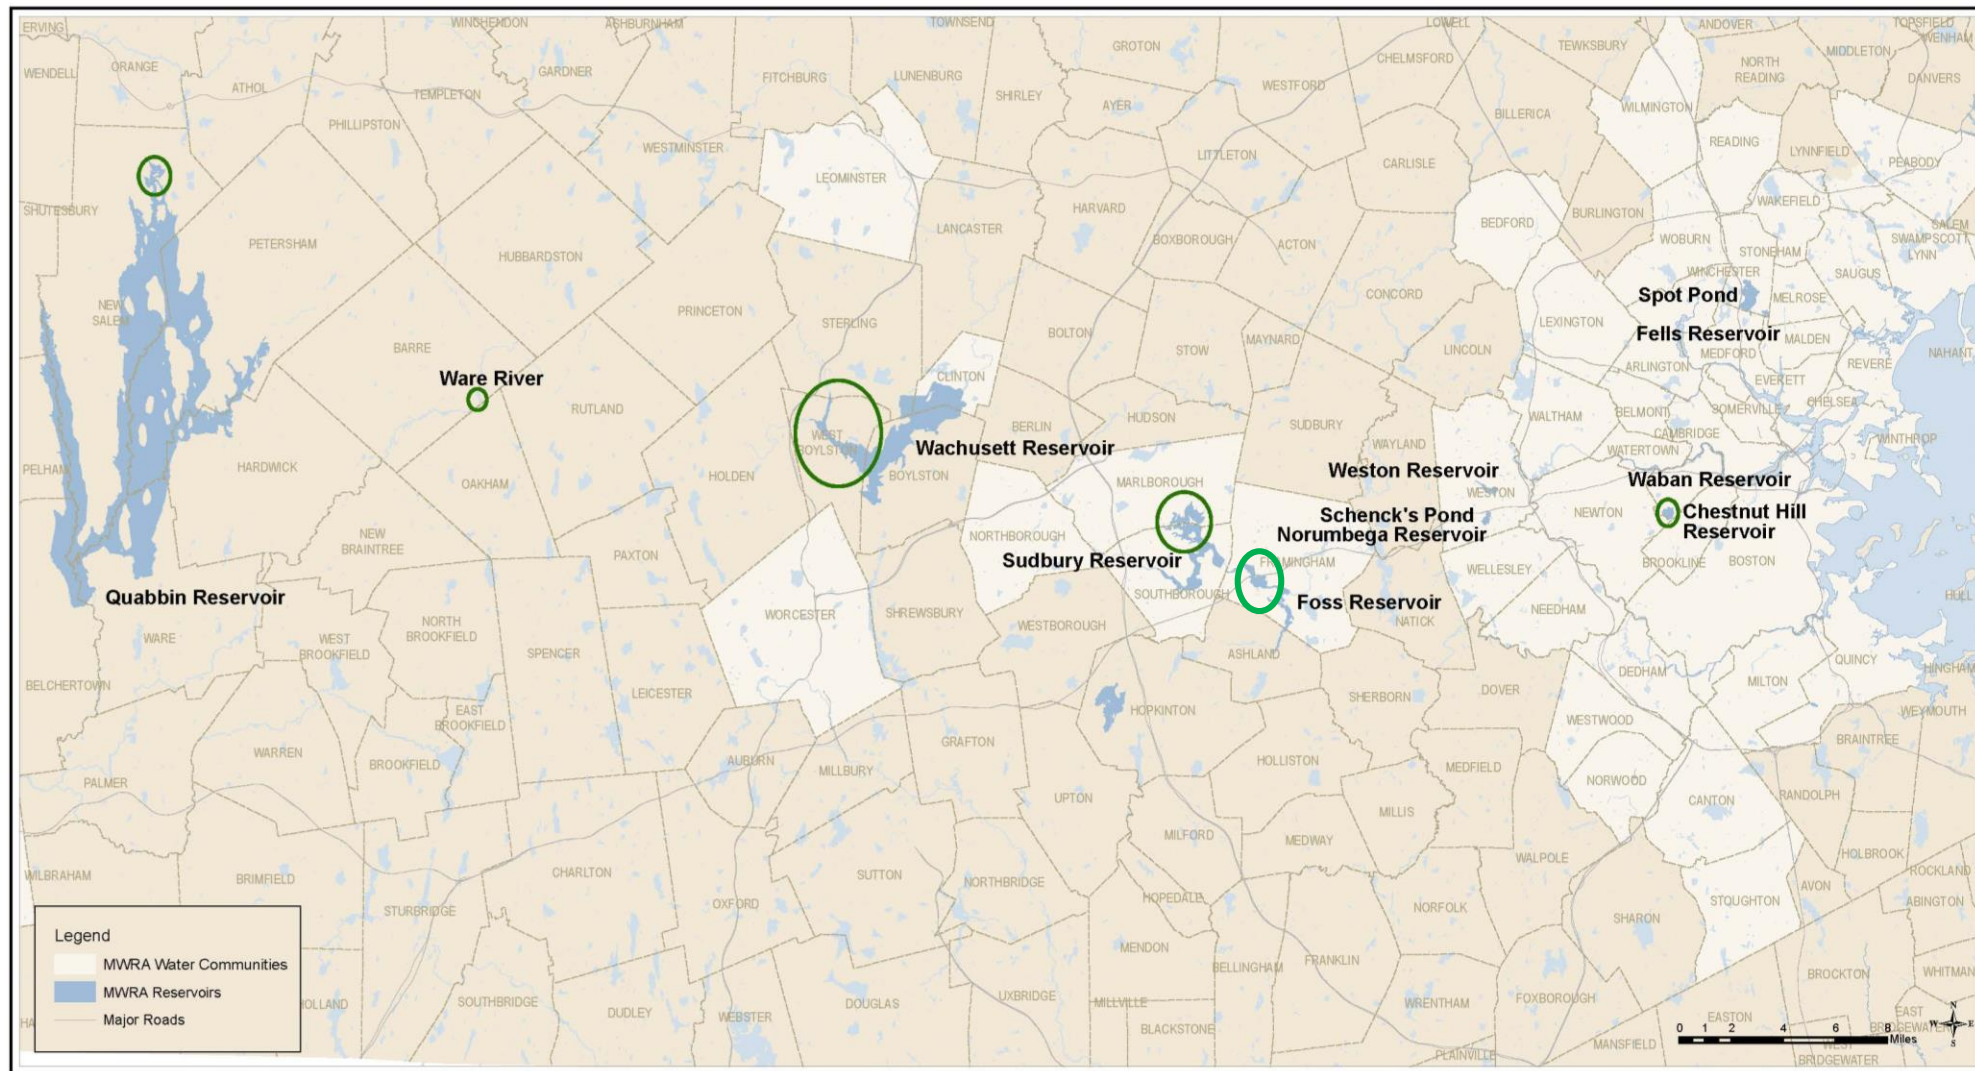 ERVING
WINCHENDON
ASHBURNHAM
TOWNSEND
LOWELL
ANDOVER
TOPSFIELD
WENHAM
WENDELL
ORANGE
ATHOL
TEMPLETON
GARDNER
FITCHBURG
LUNENBURG
GROTON
CHELMSFORD
TEWKSBURY
NORTH
READING
MIDDLETON
DANVERS
PHILLIPSTON
WESTMINSTER
SHIRLEY
AYER
WESTFORD
BILLERICA
WILMINGTON
READING
LYNNFIELD
PEABODY
LEOMINSTER
LITTLETON
CARLISLE
SHUTESBURY
PETERSHAM
HUBBARDSTON
LANCASTER
HARVARD
BOXBOROUGH
ACTON
BEDFORD
BURLINGTON
WAKEFIELD
SALEM
SWAMPSCOTT
LYNN
WOBURN
STONEHAM
WINCHESTER
SAUGUS
NEW
SALEM
PRINCETON
STERLING
BOLTON
STOW
MAYNARD
CONCORD
LINCOLN
LEXINGTON
Spot Pond
MELROSE
Fells Reservoir
MALDEN
MEDFORD
REVERE
NAHANT
ARLINGTON
EVERETT
BARRE
Ware River
RUTLAND
CLINTON
BERLIN
HUDSON
SUDBURY
WAYLAND
WALTHAM
BELMONT
SOMERVILLE
CHELSEA
CAMBRIDGE
WATERTOWN
WINTHROP
PELHAM
HARDWICK
OAKHAM
HOLDEN
WEST
BOYLSTON
Wachusett Reservoir
BOYLSTON
MARLBOROUGH
Weston Reservoir
WESTON
Waban Reservoir
NEWTON
Chestnut Hill
Reservoir
Schenck's Pond
Norumbega Reservoir
NEW
BRAINTREE
PAXTON
NORTHBOROUGH
Sudbury Reservoir
FRAMINGHAM
WELLESLEY
BROOKLINE
BOSTON
Quabbin Reservoir
WORCESTER
SHREWSBURY
SOUTHBOROUGH
Foss Reservoir
NEEDHAM
HULL
WARE
WEST
BROOKFIELD
NORTH
BROOKFIELD
SPENCER
WESTBOROUGH
NATICK
ASHLAND
DEDHAM
QUINCY
HINGHAM
BELCHERTOWN
LEICESTER
SHERBORN
DOVER
MILTON
EAST
BROOKFIELD
HOPKINTON
WESTWOOD
WEYMOUTH
BRAINTREE
WARREN
BROOKFIELD
AUBURN
MILLBURY
GRAFTON
HOLLISTON
MEDFIELD
NORWOOD
PALMER
UPTON
MILLIS
CANTON
RANDOLPH
MILFORD
MEDWAY
WALPOLE
HOLBROOK
WILBRAHAM
BRIMFIELD
CHARLTON
SUTTON
NORTHBRIDGE
HOPEDALE
NORFOLK
AVON
ROCKLAND
STURBRIDGE
OXFORD
SHARON
STOUGHTON
ABINGTON
MENDON
BELLINGHAM
FRANKLIN
BROCKTON
WHITMAN
HOLLAND
SOUTHBRIDGE
DUDLEY
WEBSTER
DOUGLAS
UXBRIDGE
MILLVILLE
BLACKSTONE
WRENTHAM
FOXBOROUGH
EASTON
EAST
BRIDGEWATER
PLAINVILLE
MANSFIELD
WEST
BRIDGEWATER
Legend
MWRA Water Communities
MWRA Reservoirs
Major Roads
0 1 2 4 6 8
Miles
N
W E
S